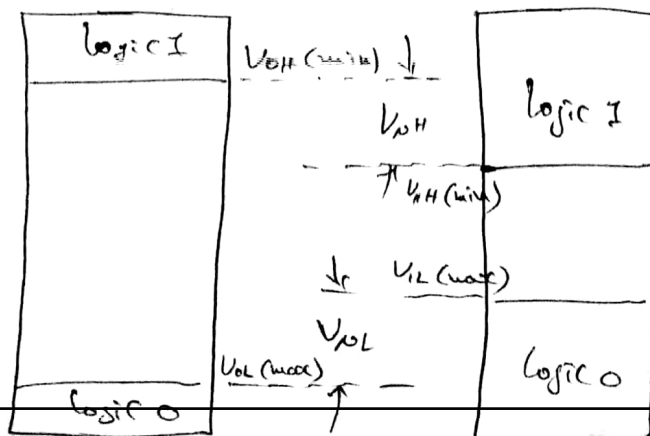 Logic 1
VOH (min)
Logic 1
VNH
VIH (min)
VIL (max)
VNL
VOL (max)
Logic 0
Logic 0